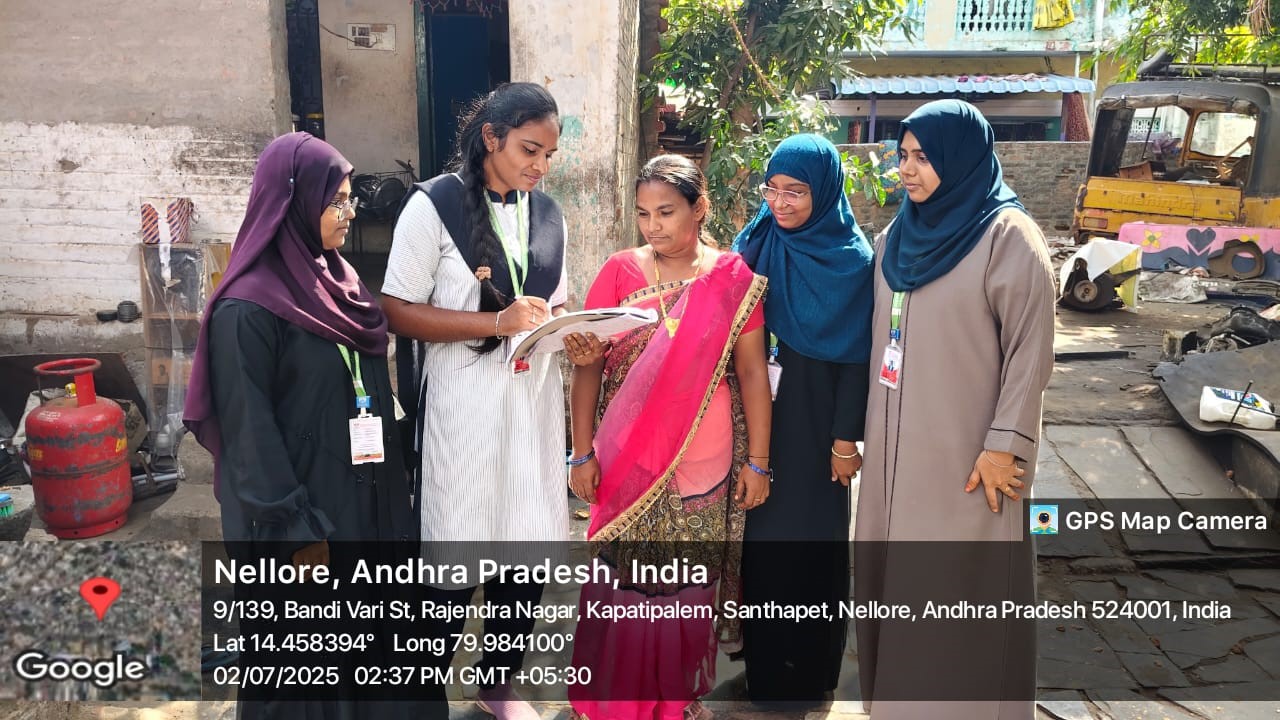 GPS Map Camera
Nellore, Andhra Pradesh, India
9/139, Bandi Vari St, Rajendra Nagar, Kapatipalem, Santhapet, Nellore, Andhra Pradesh 524001, India
Lat 14.458394° Long 79.984100°
02/07/2025 02:37 PM GMT +05:30
Google